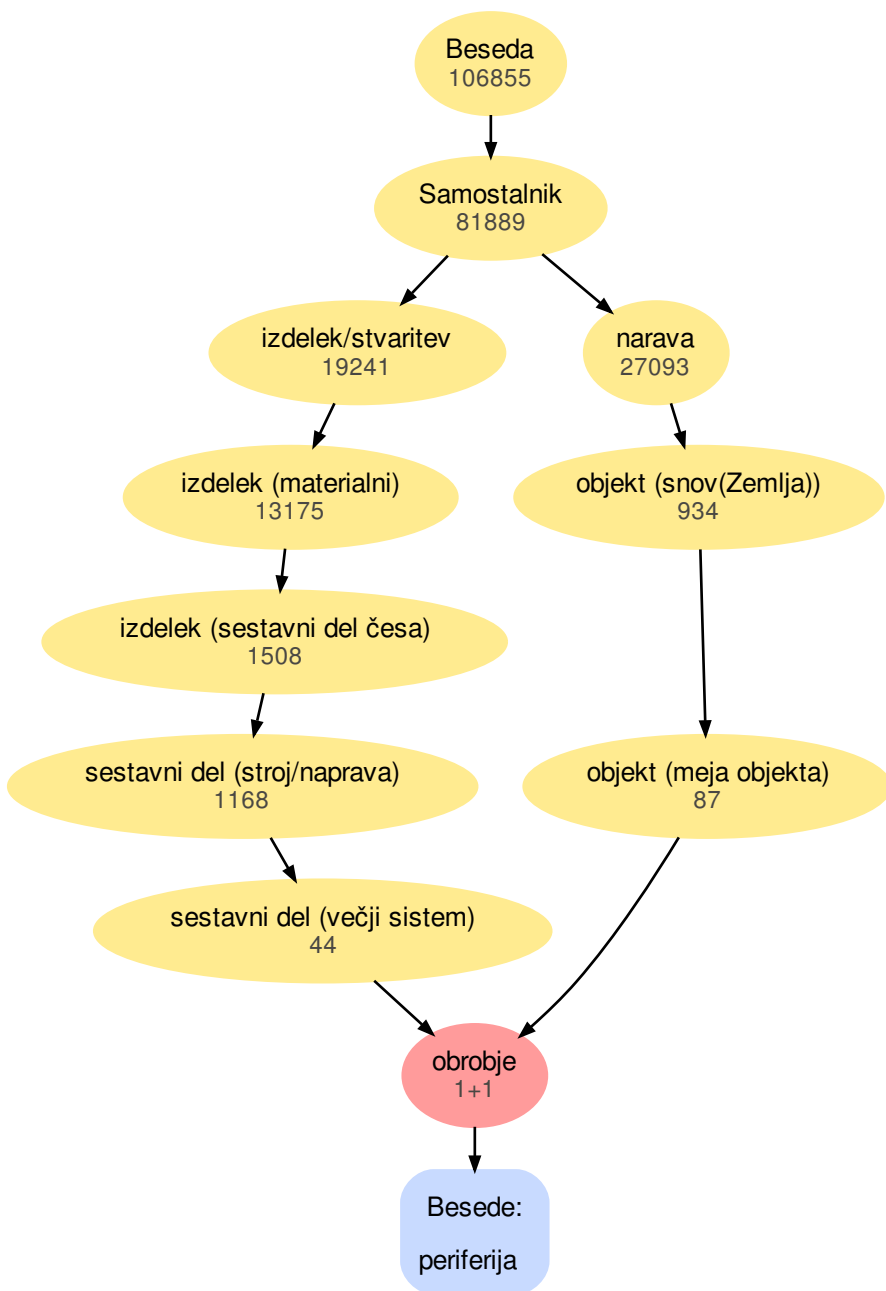 Beseda
106855
Samostalnik
81889
izdelek/stvaritev
19241
narava
27093
izdelek (materialni)
13175
objekt (snov(Zemlja))
934
izdelek (sestavni del česa)
1508
sestavni del (stroj/naprava)
1168
objekt (meja objekta)
87
sestavni del (večji sistem)
44
obrobje
1+1
Besede:
periferija